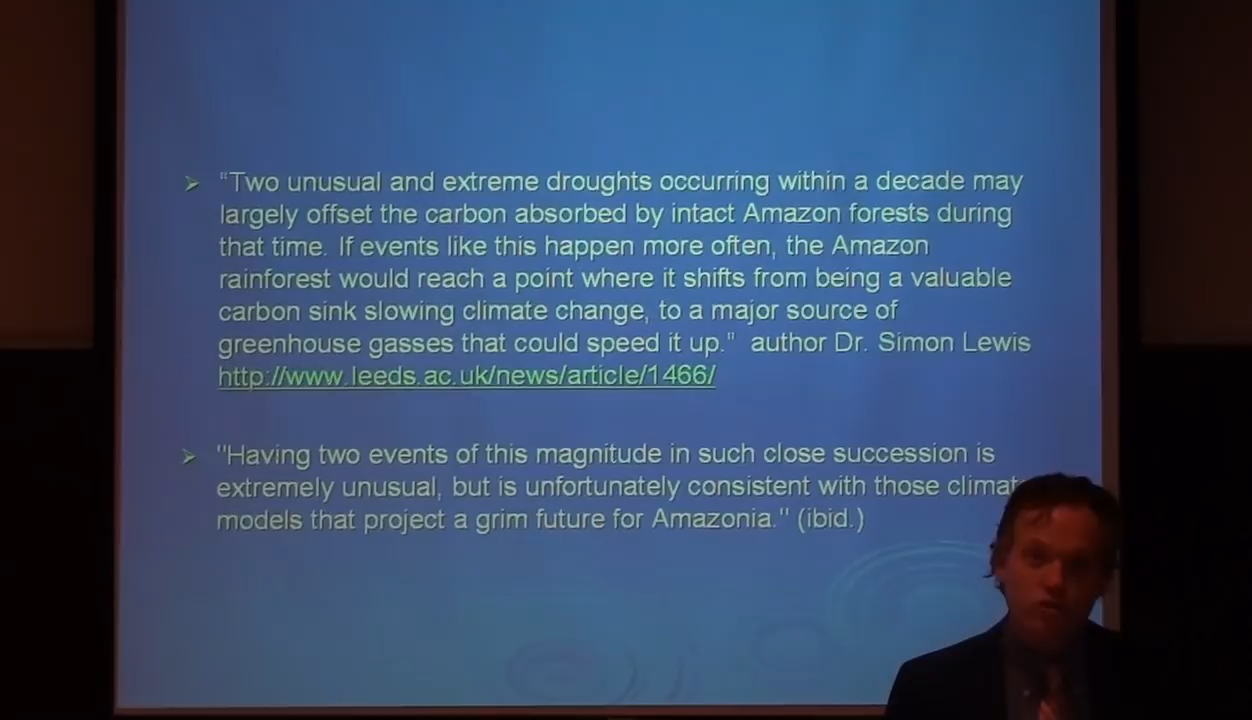 "Two unusual and extreme droughts occurring within a decade may
largely offset the carbon absorbed by intact Amazon forests during
that time. If events like this happen more often, the Amazon
rainforest would reach a point where it shifts from being a valuable
carbon sink slowing climate change, to a major source of
greenhouse gasses that could speed it up." author Dr. Simon Lewis
http://www.leeds.ac.uk/news/article/1466/
"Having two events of this magnitude in such close succession is
extremely unusual, but is unfortunately consistent with those climat
models that project a grim future for Amazonia." (ibid.)